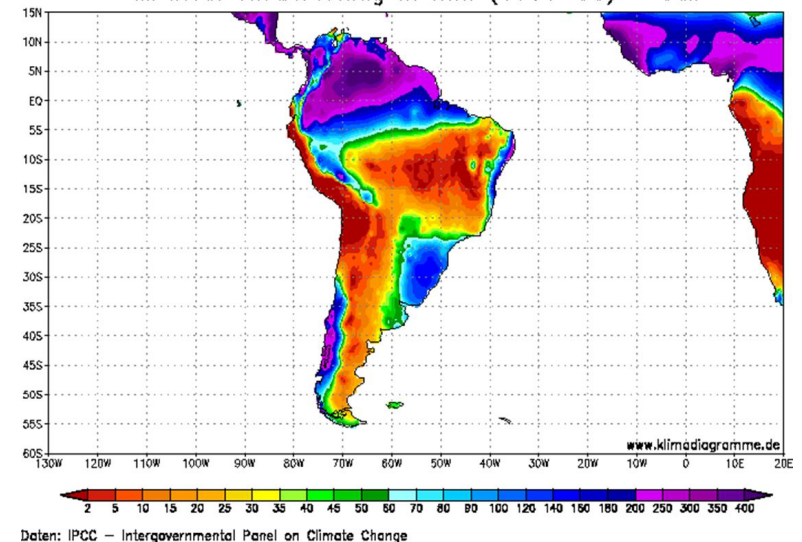 15N
10N
5N
EQ
5S
10S
15S
20S
25S
30S
35S
40S
45S
50S
55S
60S
www.klimadiagramme.de
130W 120W 110W 100W 90W 80W 70W 60W 50W 40W 30W 20W 10W 0 10E 20E
2 5 10 15 20 25 30 35 40 45 50 60 70 80 90 100 120 150 180 200 250 300 350 400
Daten: IPCC – Intergovernmental Panel on Climate Change